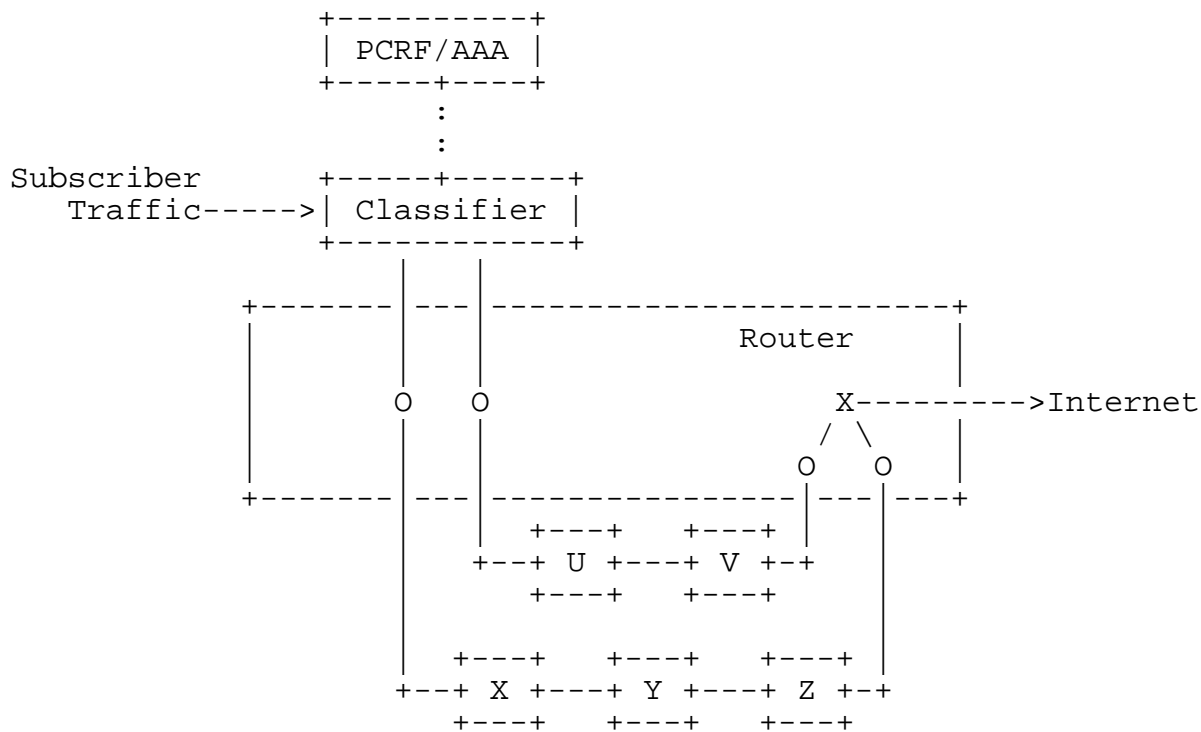 PCRF/AAA
Subscriber
Traffic----->| Classifier |
Router
O O X--------->Internet
O O
U V
X Y Z